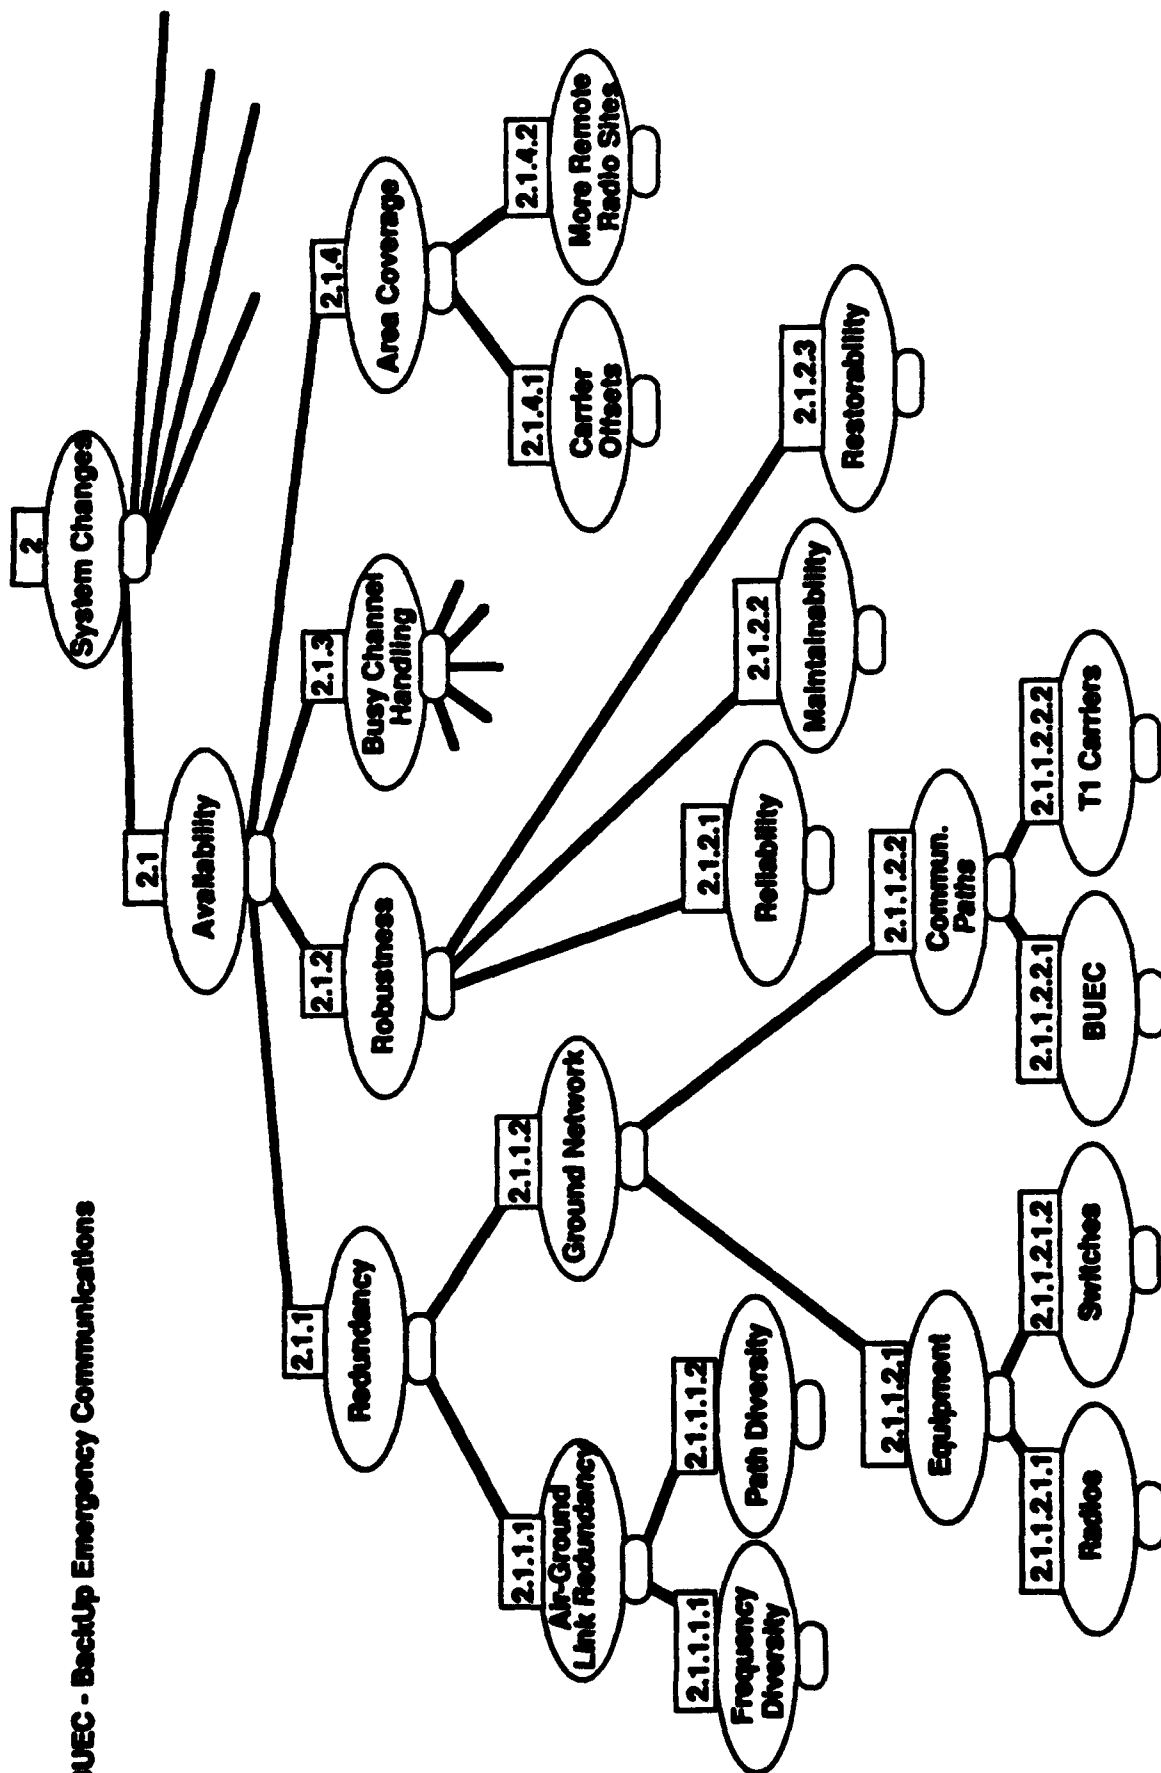 BUEC - BackUp Emergency Communications
2
System Changes
2.1
Availability
2.1.1
Redundancy
2.1.2
Robustness
2.1.3
Busy Channel
Handling
2.1.4
Area Coverage
2.1.1.1
Air-Ground
Link Redundancy
2.1.1.2
Ground Network
2.1.4.1
Carrier
Offsets
2.1.4.2
More Remote
Radio Sites
2.1.1.1.1
Frequency
Diversity
2.1.1.1.2
Path Diversity
2.1.2.1
Reliability
2.1.2.2
Maintainability
2.1.2.3
Restorability
2.1.1.2.1
Equipment
2.1.1.2.2
Commun.
Paths
2.1.1.2.1.1
Radios
2.1.1.2.1.2
Switches
2.1.1.2.2.1
BUEC
2.1.1.2.2.2
T1 Carriers